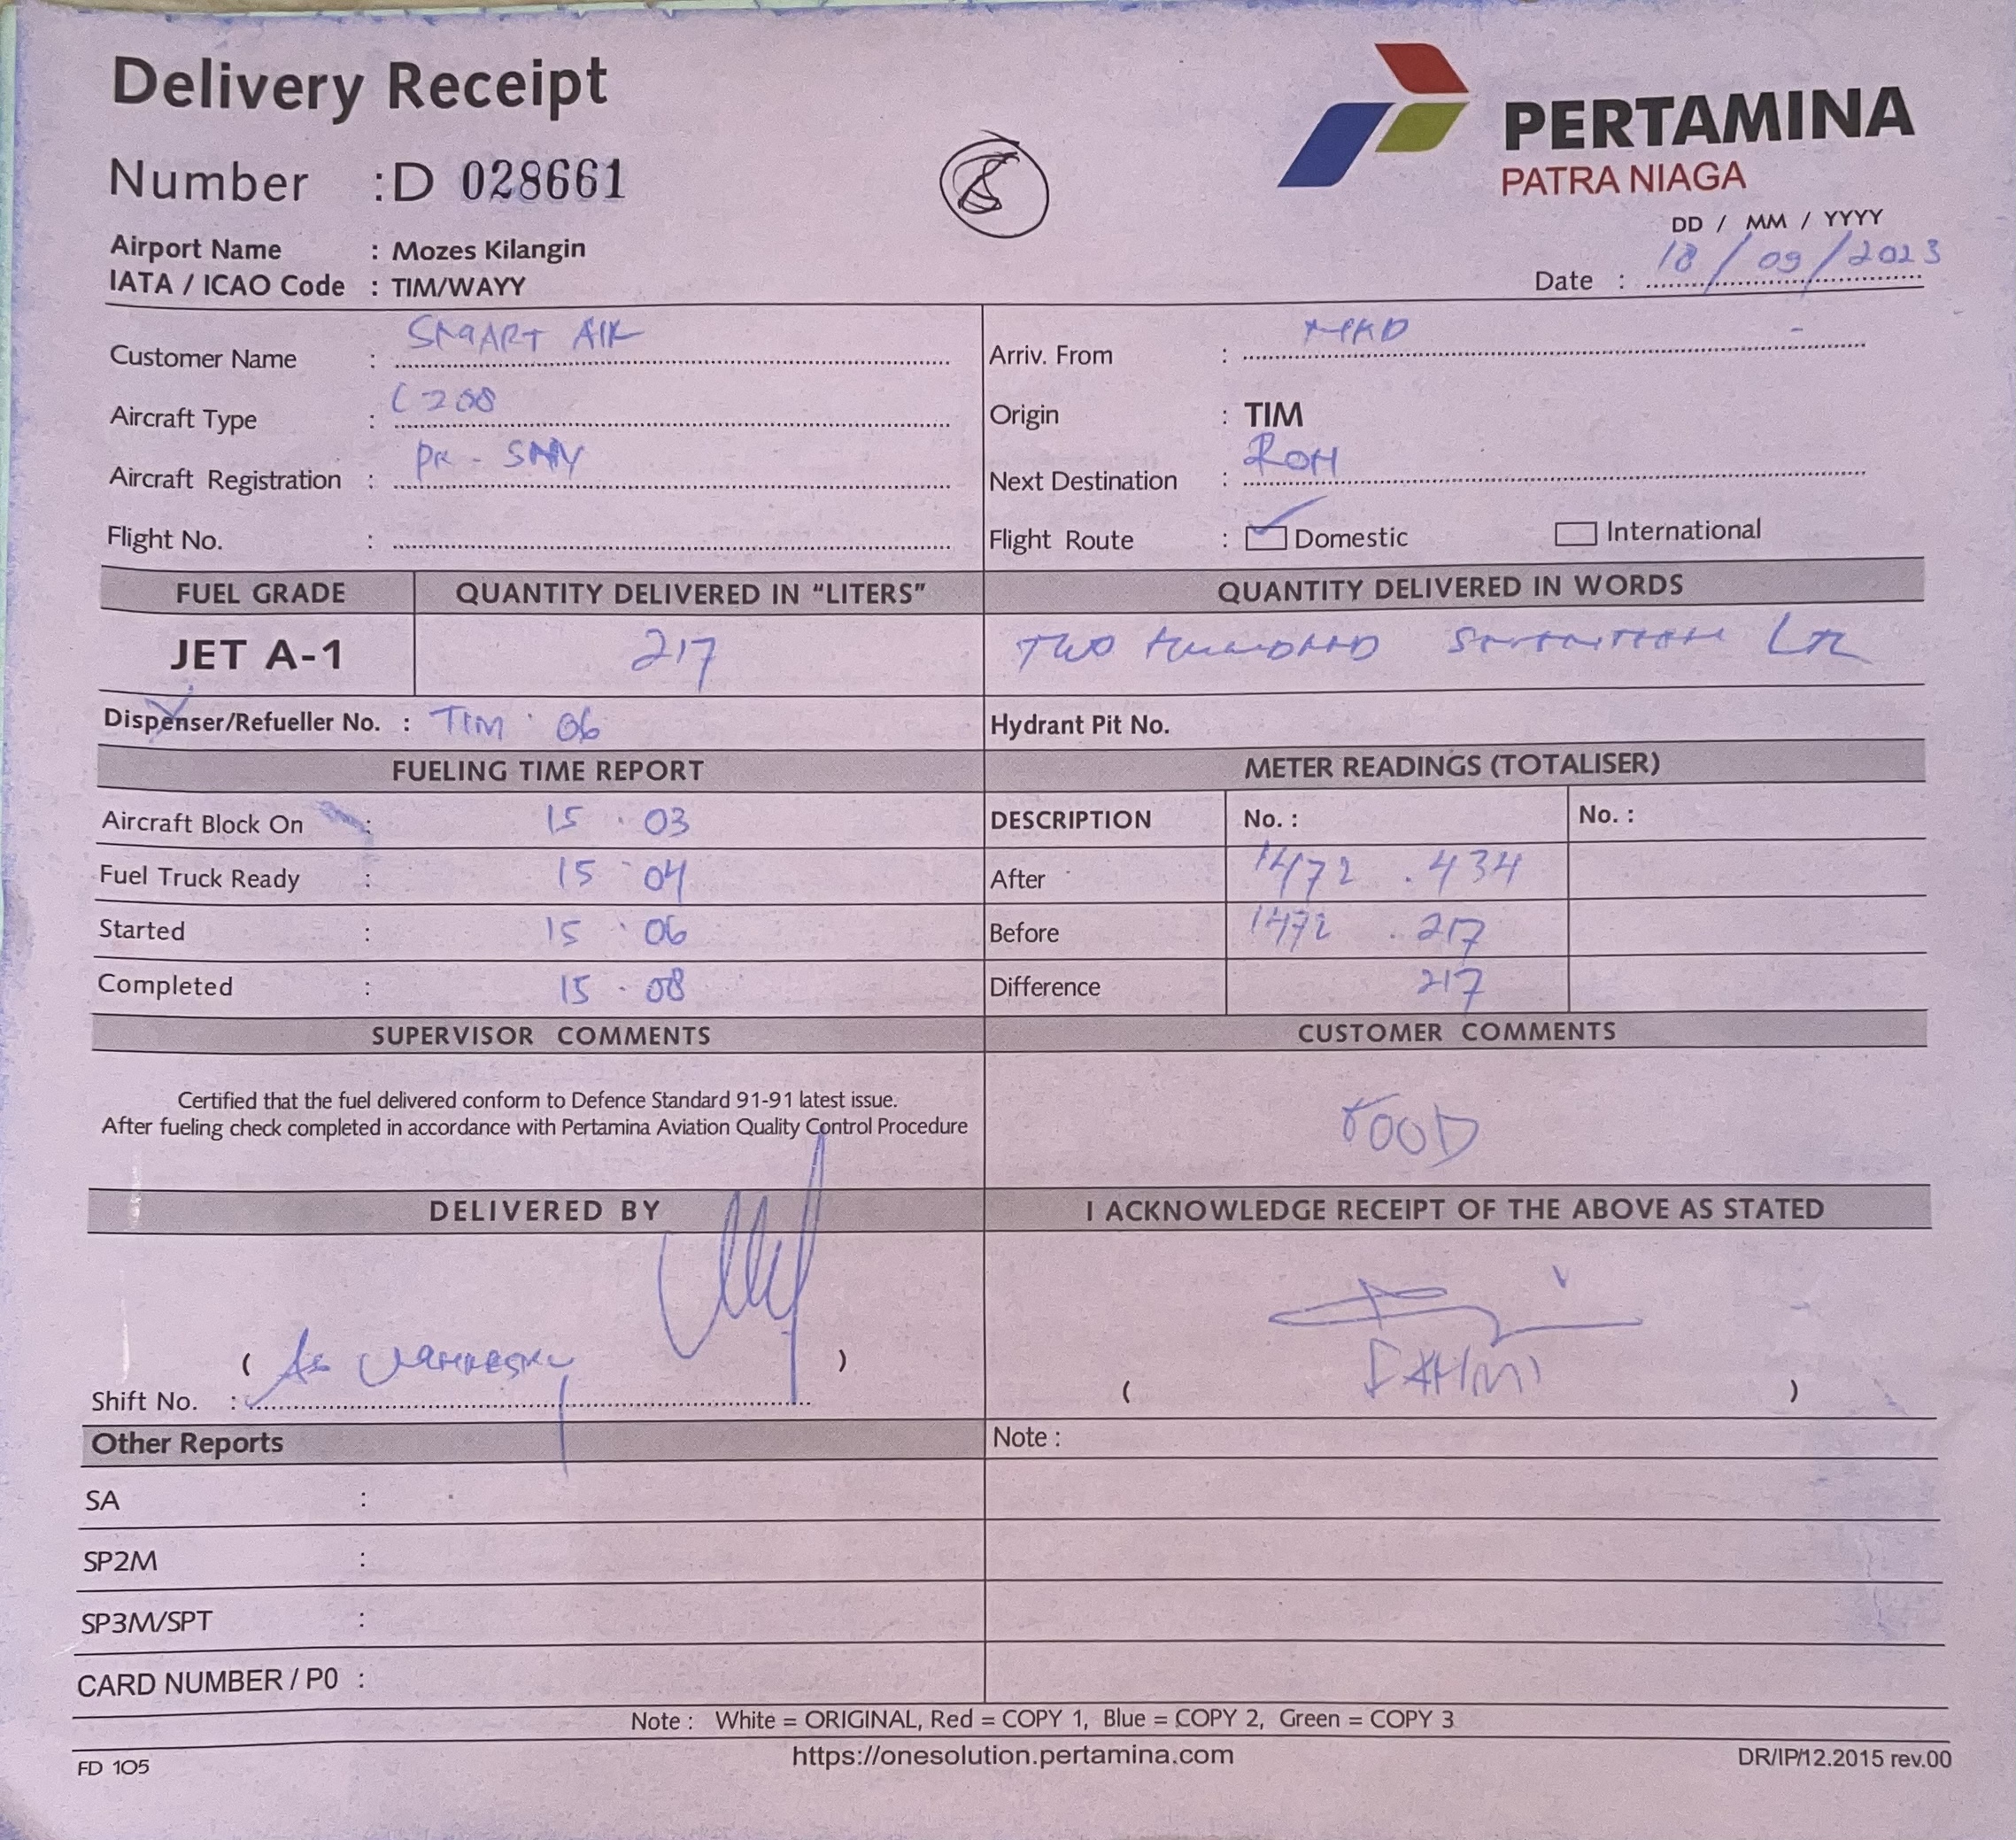 Delivery Receipt
PERTAMINA
PATRA NIAGA
Number : D 028661
8
Airport Name : Mozes Kilangin
IATA / ICAO Code : TIM/WAYY
DD / MM / YYYY
Date : 18/09/2023
Customer Name : SMART AIR
Aircraft Type : C208
Aircraft Registration : PK - SNY
Flight No. :
Arriv. From :
Origin : TIM
Next Destination :
Flight Route : Domestic International
FUEL GRADE QUANTITY DELIVERED IN “LITERS” QUANTITY DELIVERED IN WORDS
JET A-1 217 TWO HUNDRED SEVENTEEN LTR
Dispenser/Refueller No. : TIM 06 Hydrant Pit No.
FUELING TIME REPORT METER READINGS (TOTALISER)
Aircraft Block On : 15 . 03 DESCRIPTION No. : No. :
Fuel Truck Ready : 15 . 04 After 1472 . 434
Started : 15 . 06 Before 1472 . 217
Completed : 15 . 08 Difference 217
SUPERVISOR COMMENTS CUSTOMER COMMENTS
Certified that the fuel delivered conform to Defence Standard 91-91 latest issue.
After fueling check completed in accordance with Pertamina Aviation Quality Control Procedure
GOOD
DELIVERED BY I ACKNOWLEDGE RECEIPT OF THE ABOVE AS STATED
( )
( FAHMI )
Shift No. :
Other Reports Note :
SA :
SP2M :
SP3M/SPT :
CARD NUMBER / P0 :
Note : White = ORIGINAL, Red = COPY 1, Blue = COPY 2, Green = COPY 3
FD 105 https://onesolution.pertamina.com DR/IP/12.2015 rev.00